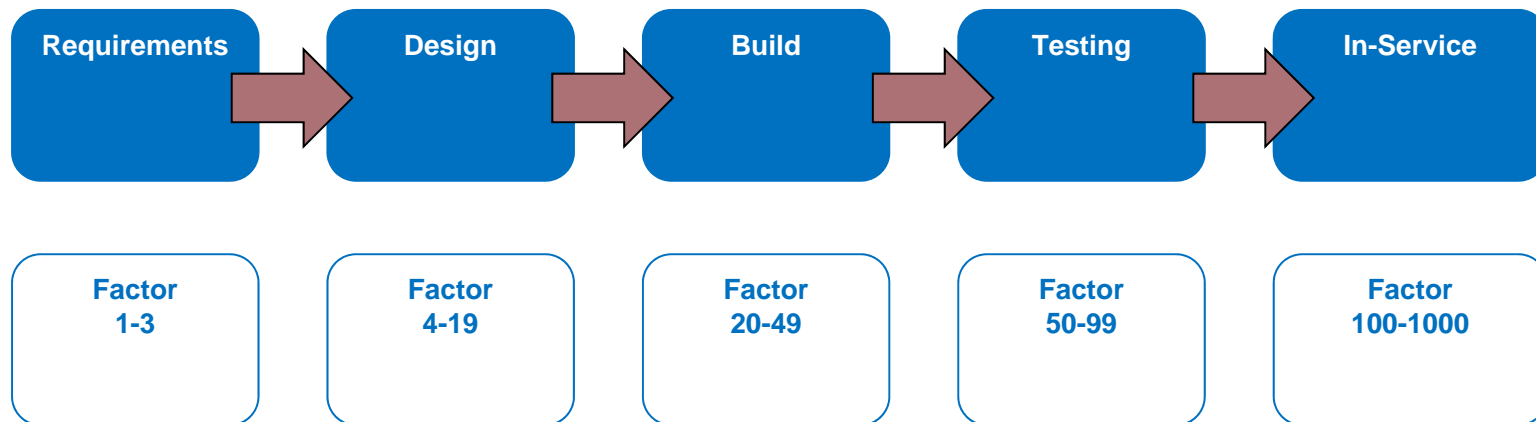 Requirements
Design
Build
Testing
In-Service
Factor
1-3
Factor
4-19
Factor
20-49
Factor
50-99
Factor
100-1000